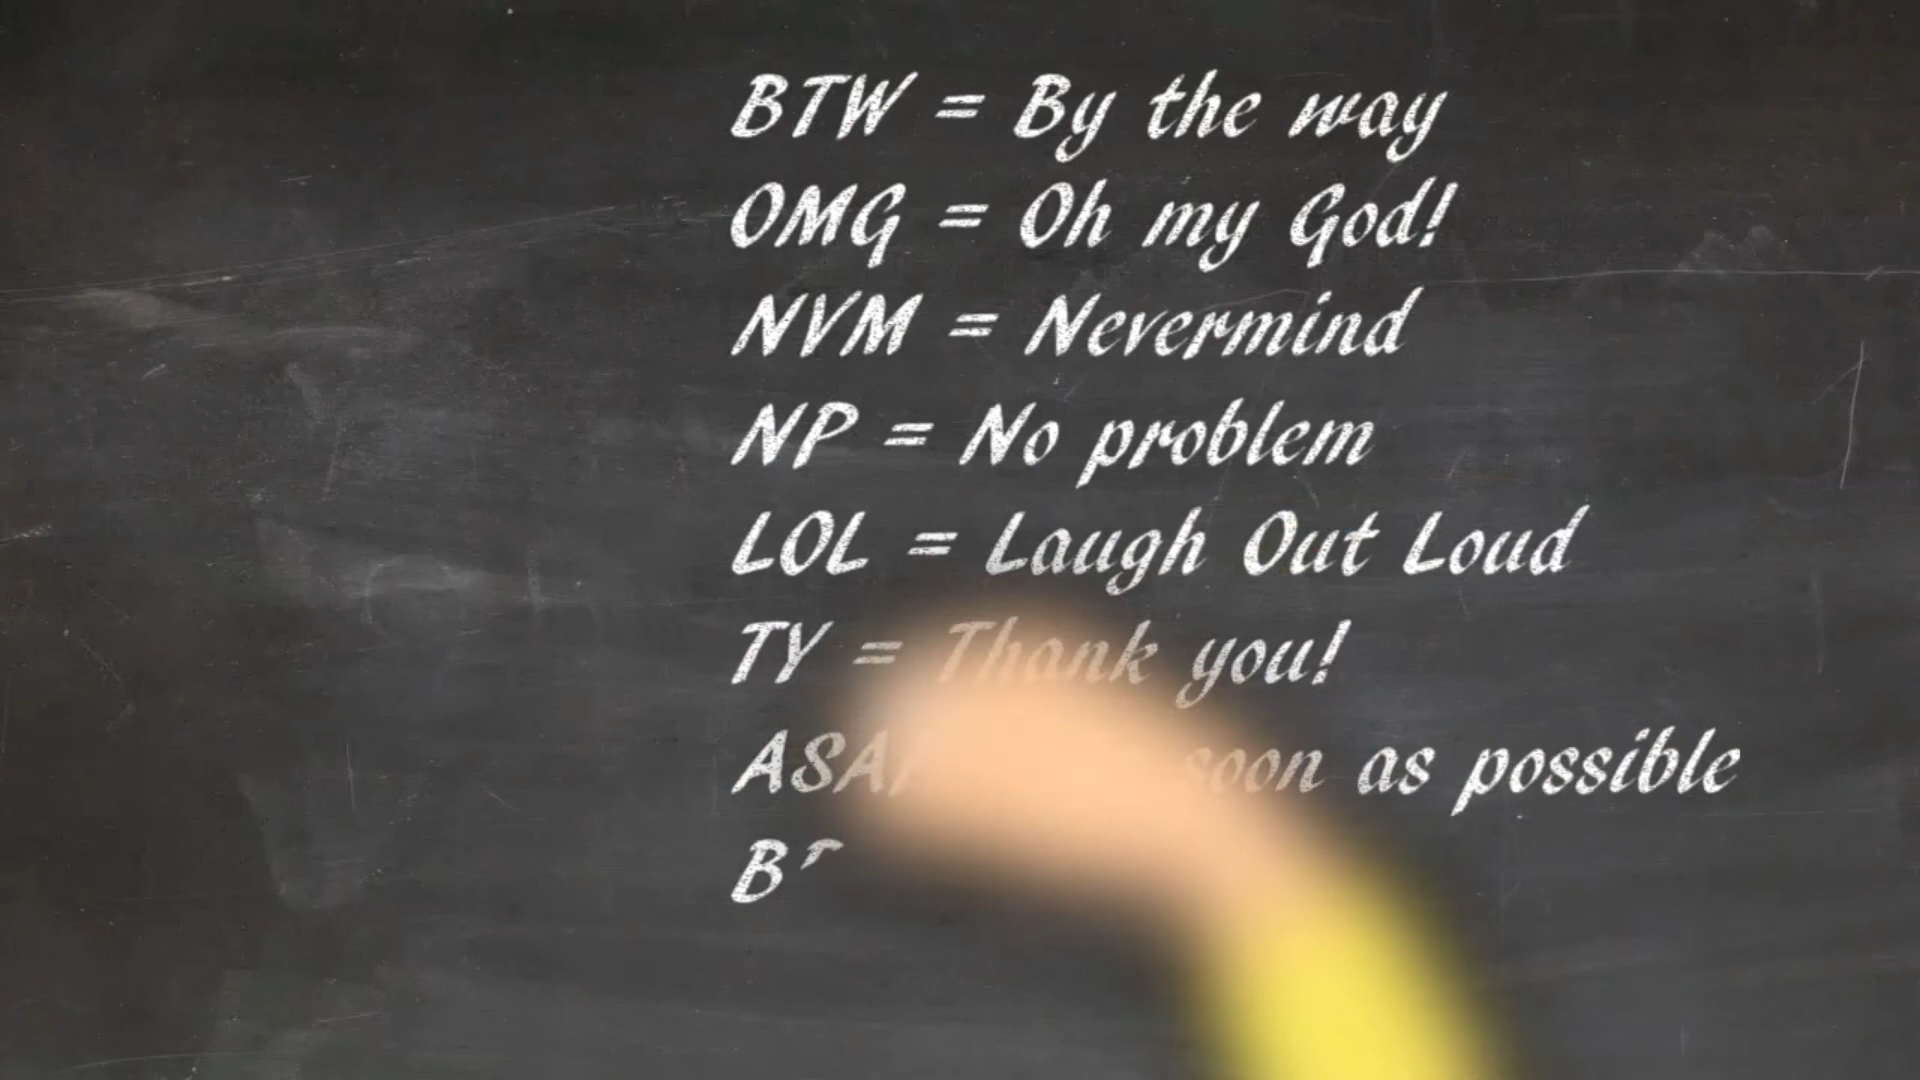 BTW = By the way
OMG = Oh my God!
NVM = Nevermind
NP = No problem
LOL = Laugh Out Loud
TY = Thank you!
soon as possible